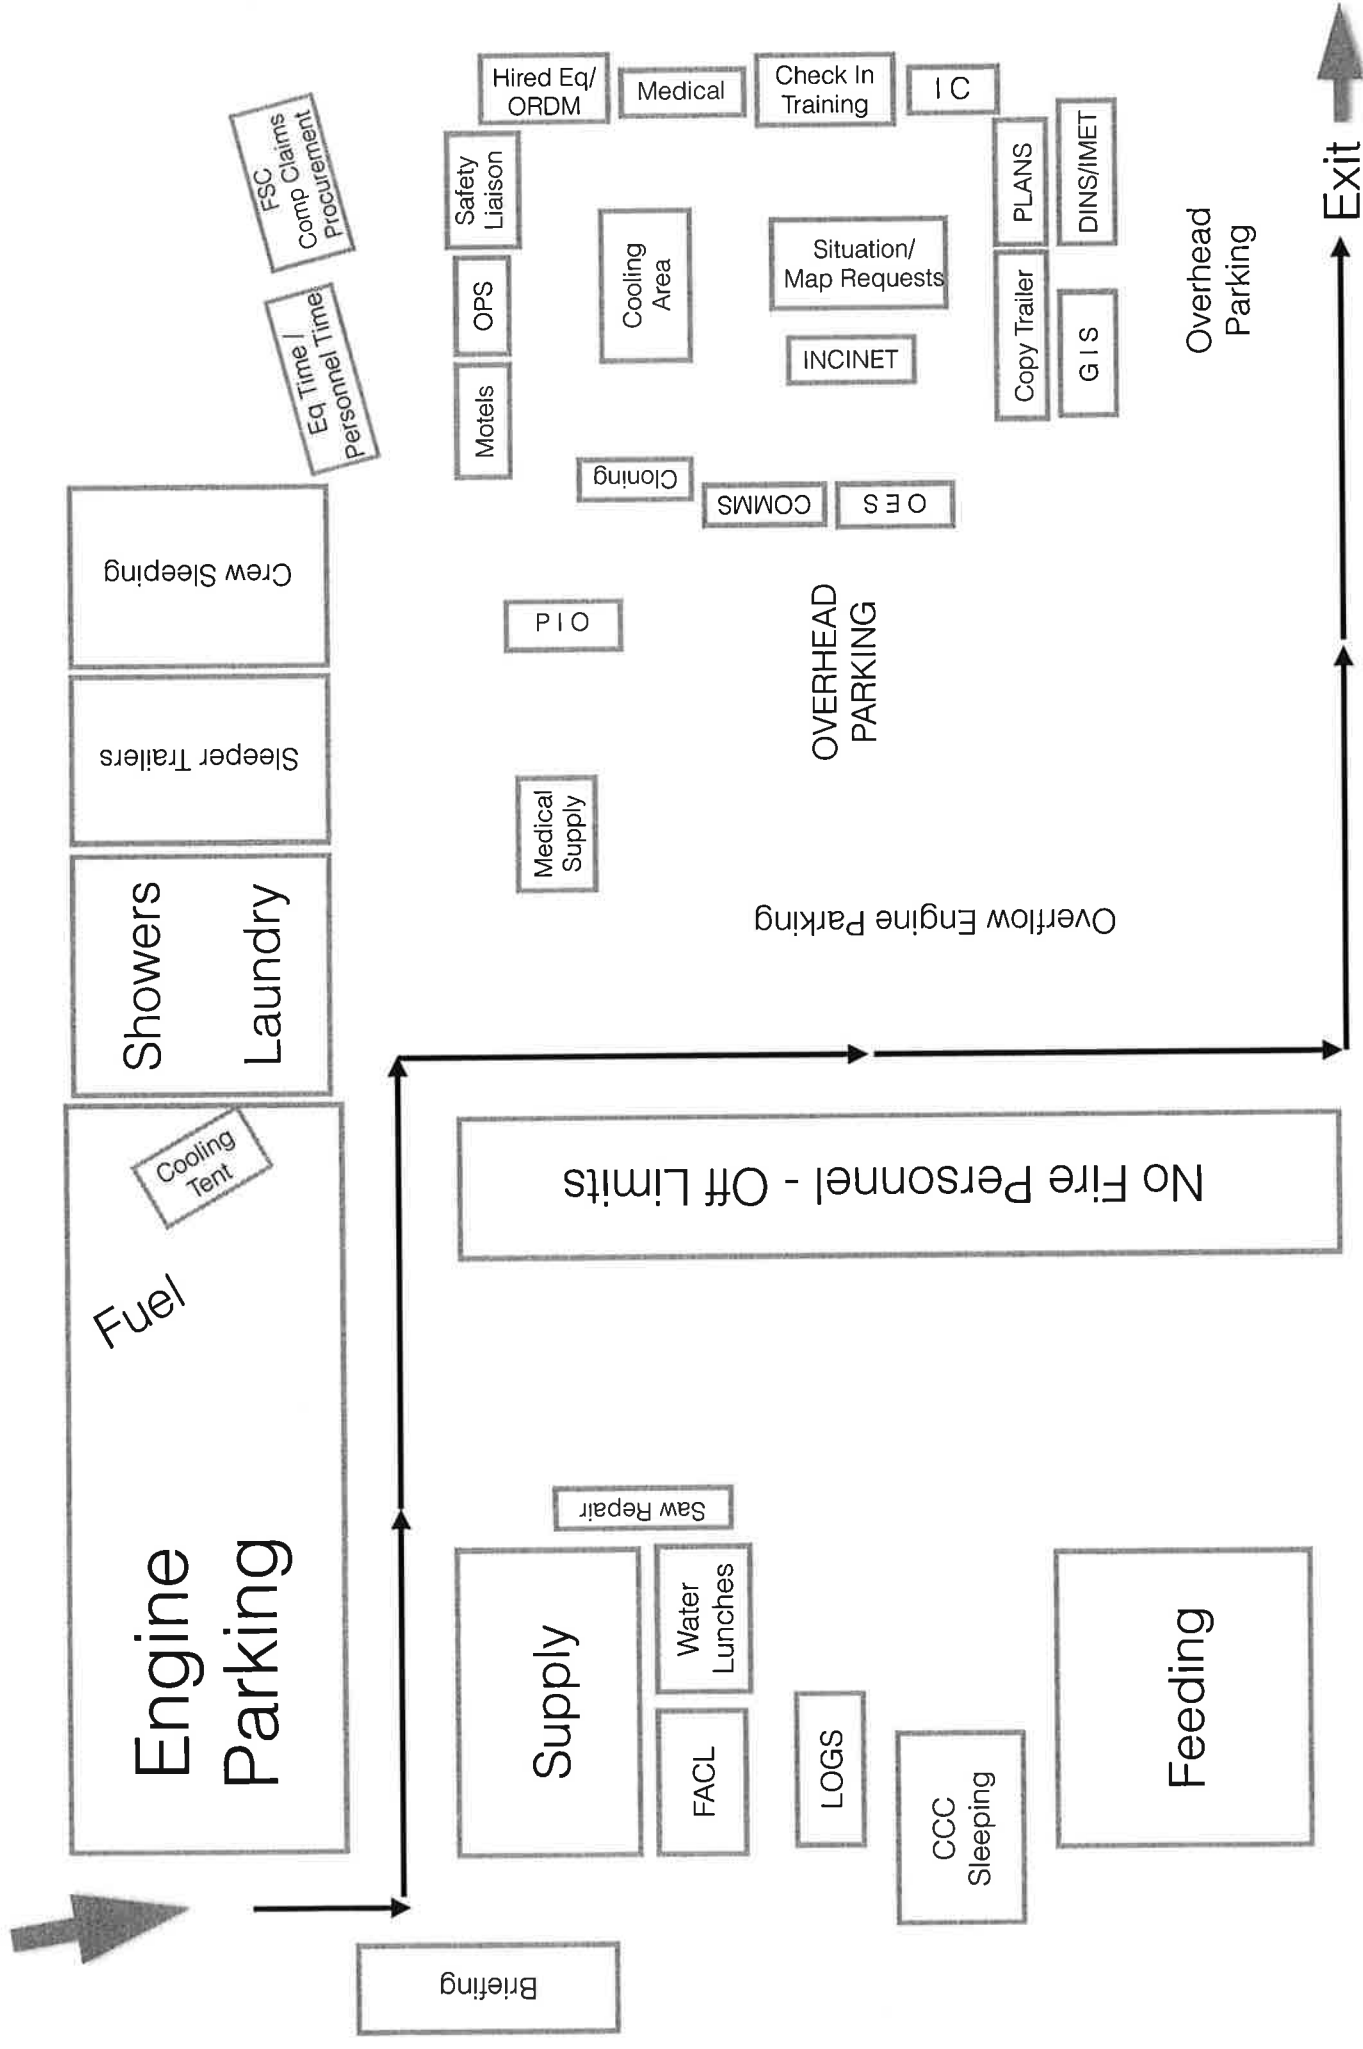 Hired Eq/
ORDM
Medical
Check In
Training
I C
FSC
Comp Claims
Procurement
Safety
Liaison
PLANS
DINS/IMET
Exit
Cooling
Area
Situation/
Map Requests
Overhead
Parking
OPS
Eq Time /
Personnel Time
INCINET
Copy Trailer
G I S
Motels
Cloning
COMMS
O E S
Crew Sleeping
P I O
OVERHEAD
PARKING
Sleeper Trailers
Medical
Supply
Showers
Laundry
Overflow Engine Parking
Cooling
Tent
No Fire Personnel - Off Limits
Fuel
Saw Repair
Engine
Parking
Supply
Water
Lunches
FACL
LOGS
CCC
Sleeping
Feeding
Briefing